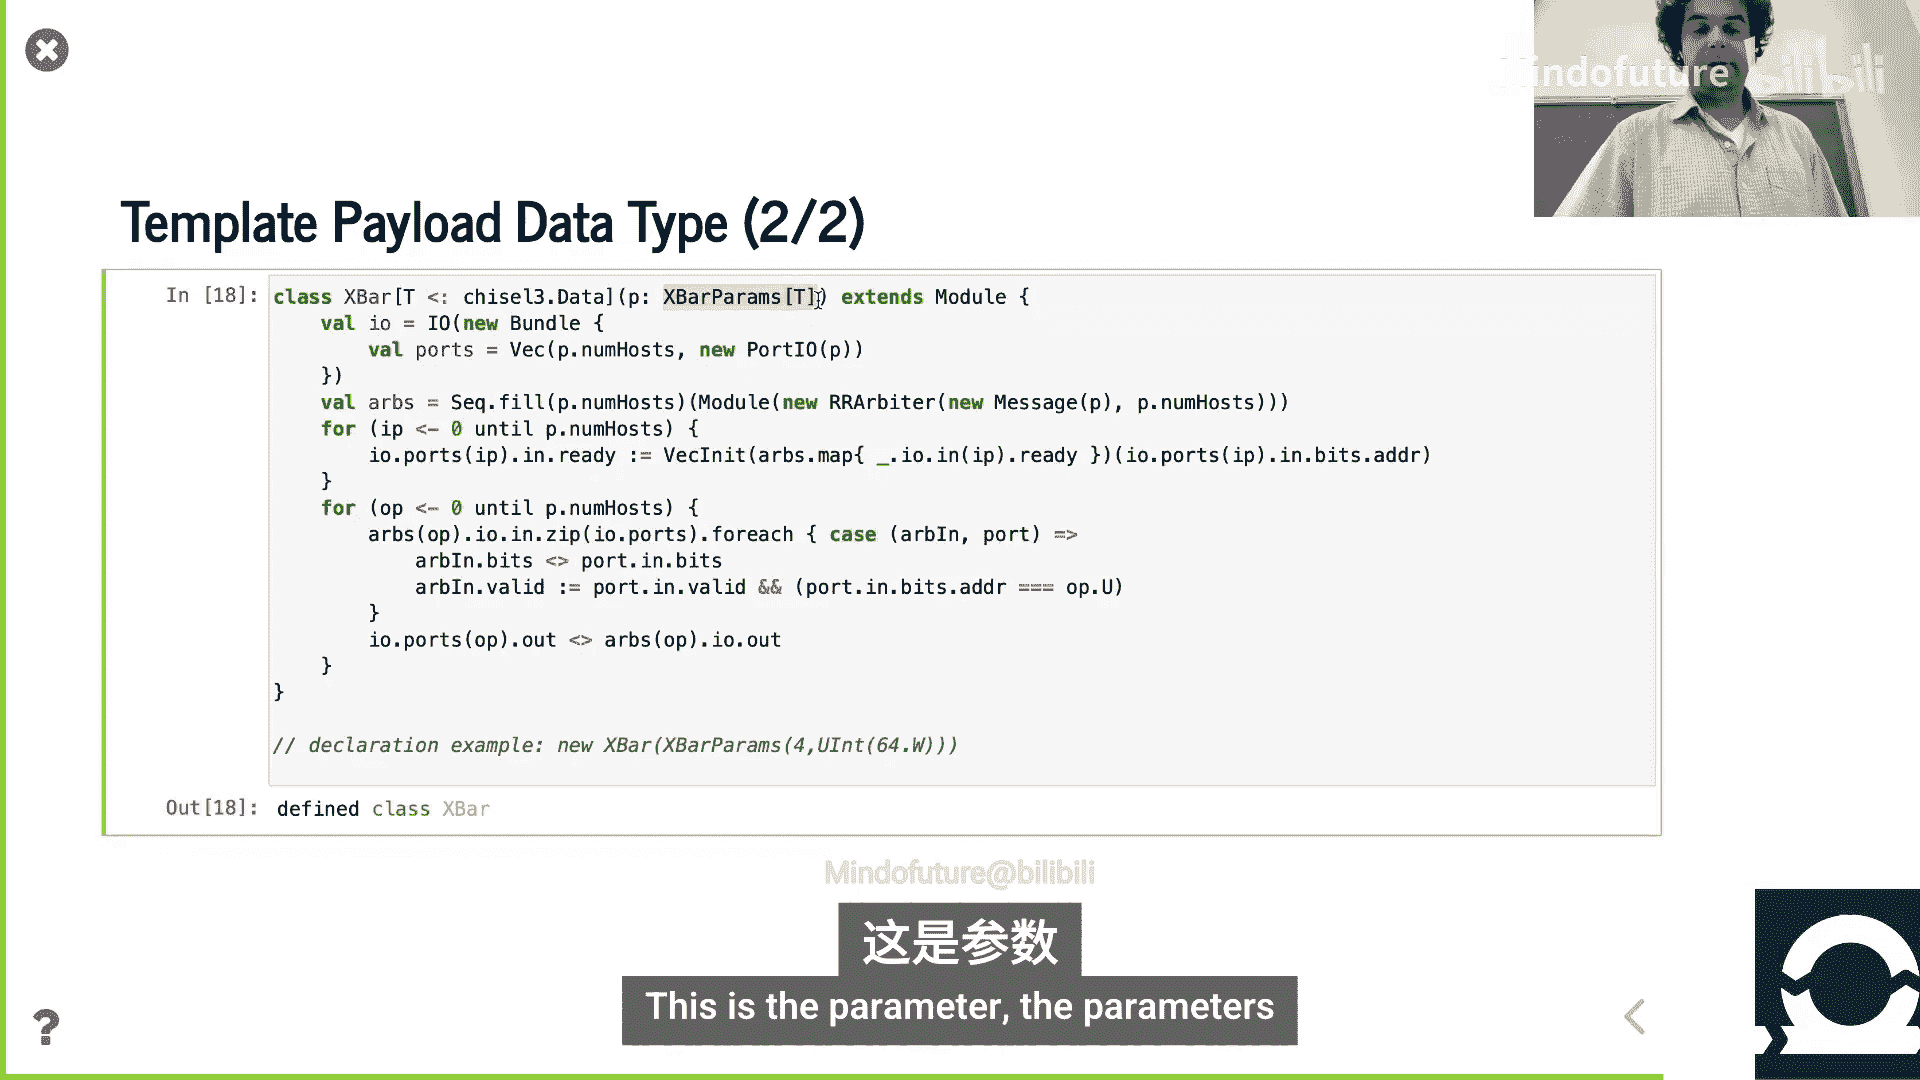 indofuture bilibili
Template Payload Data Type (2/2)
In [18]: class XBar[T <: chisel3.Data](p: XBarParams[T]) extends Module {
val io = IO(new Bundle {
val ports = Vec(p.numHosts, new PortIO(p))
})
val arbs = Seq.fill(p.numHosts)(Module(new RRArbiter(new Message(p), p.numHosts)))
for (ip <- 0 until p.numHosts) {
io.ports(ip).in.ready := VecInit(arbs.map{ _.io.in(ip).ready })(io.ports(ip).in.bits.addr)
}
for (op <- 0 until p.numHosts) {
arbs(op).io.in.zip(io.ports).foreach { case (arbIn, port) =>
arbIn.bits <> port.in.bits
arbIn.valid := port.in.valid && (port.in.bits.addr === op.U)
}
io.ports(op).out <> arbs(op).io.out
}
}
// declaration example: new XBar(XBarParams(4,UInt(64.W)))
Out[18]: defined class XBar
Mindofuture@bilibili
这是参数
This is the parameter, the parameters
?